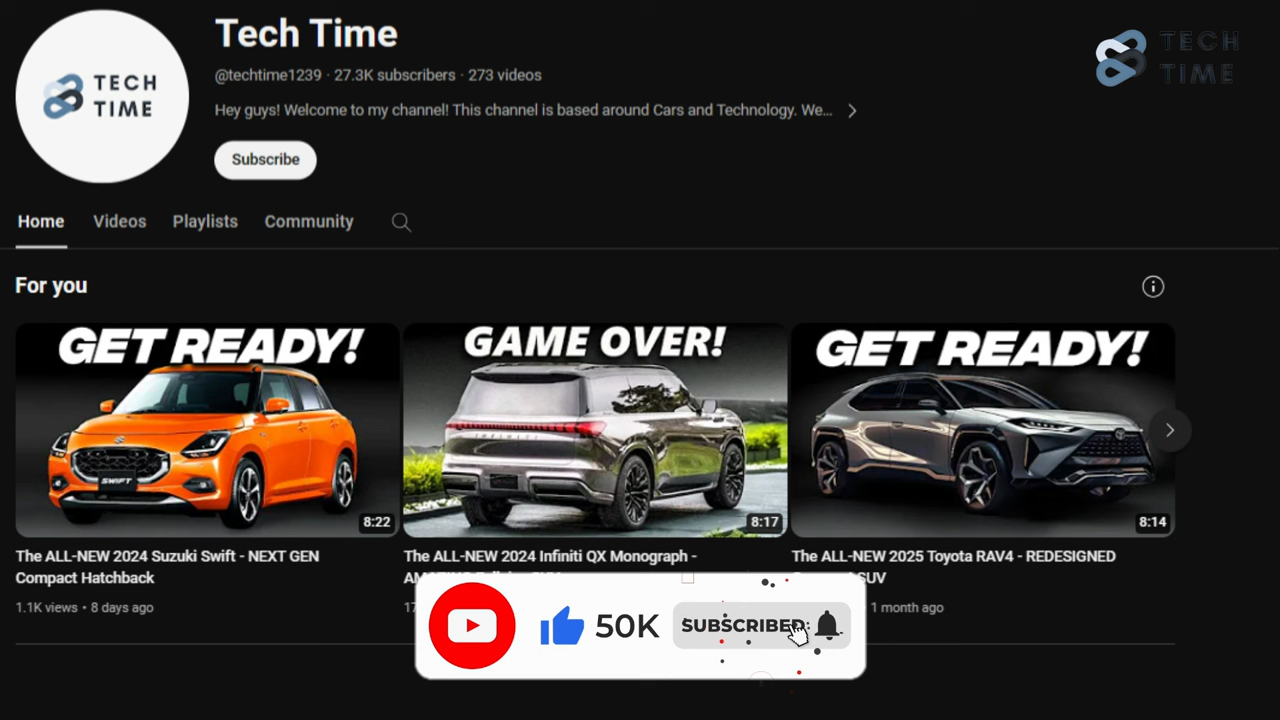 Tech Time
TECH
TIME
TECH
TIME
@techtime1239 · 27.3K subscribers · 273 videos
Hey guys! Welcome to my channel! This channel is based around Cars and Technology. We...
Subscribe
Home Videos Playlists Community
For you
GET READY!
GAME OVER!
GET READY!
INFINITI
SWIFT
8:22
8:17
8:14
The ALL-NEW 2024 Suzuki Swift - NEXT GEN
Compact Hatchback
The ALL-NEW 2024 Infiniti QX Monograph -
The ALL-NEW 2025 Toyota RAV4 - REDESIGNED
SUV
1.1K views • 8 days ago
1 month ago
50K
SUBSCRIBED